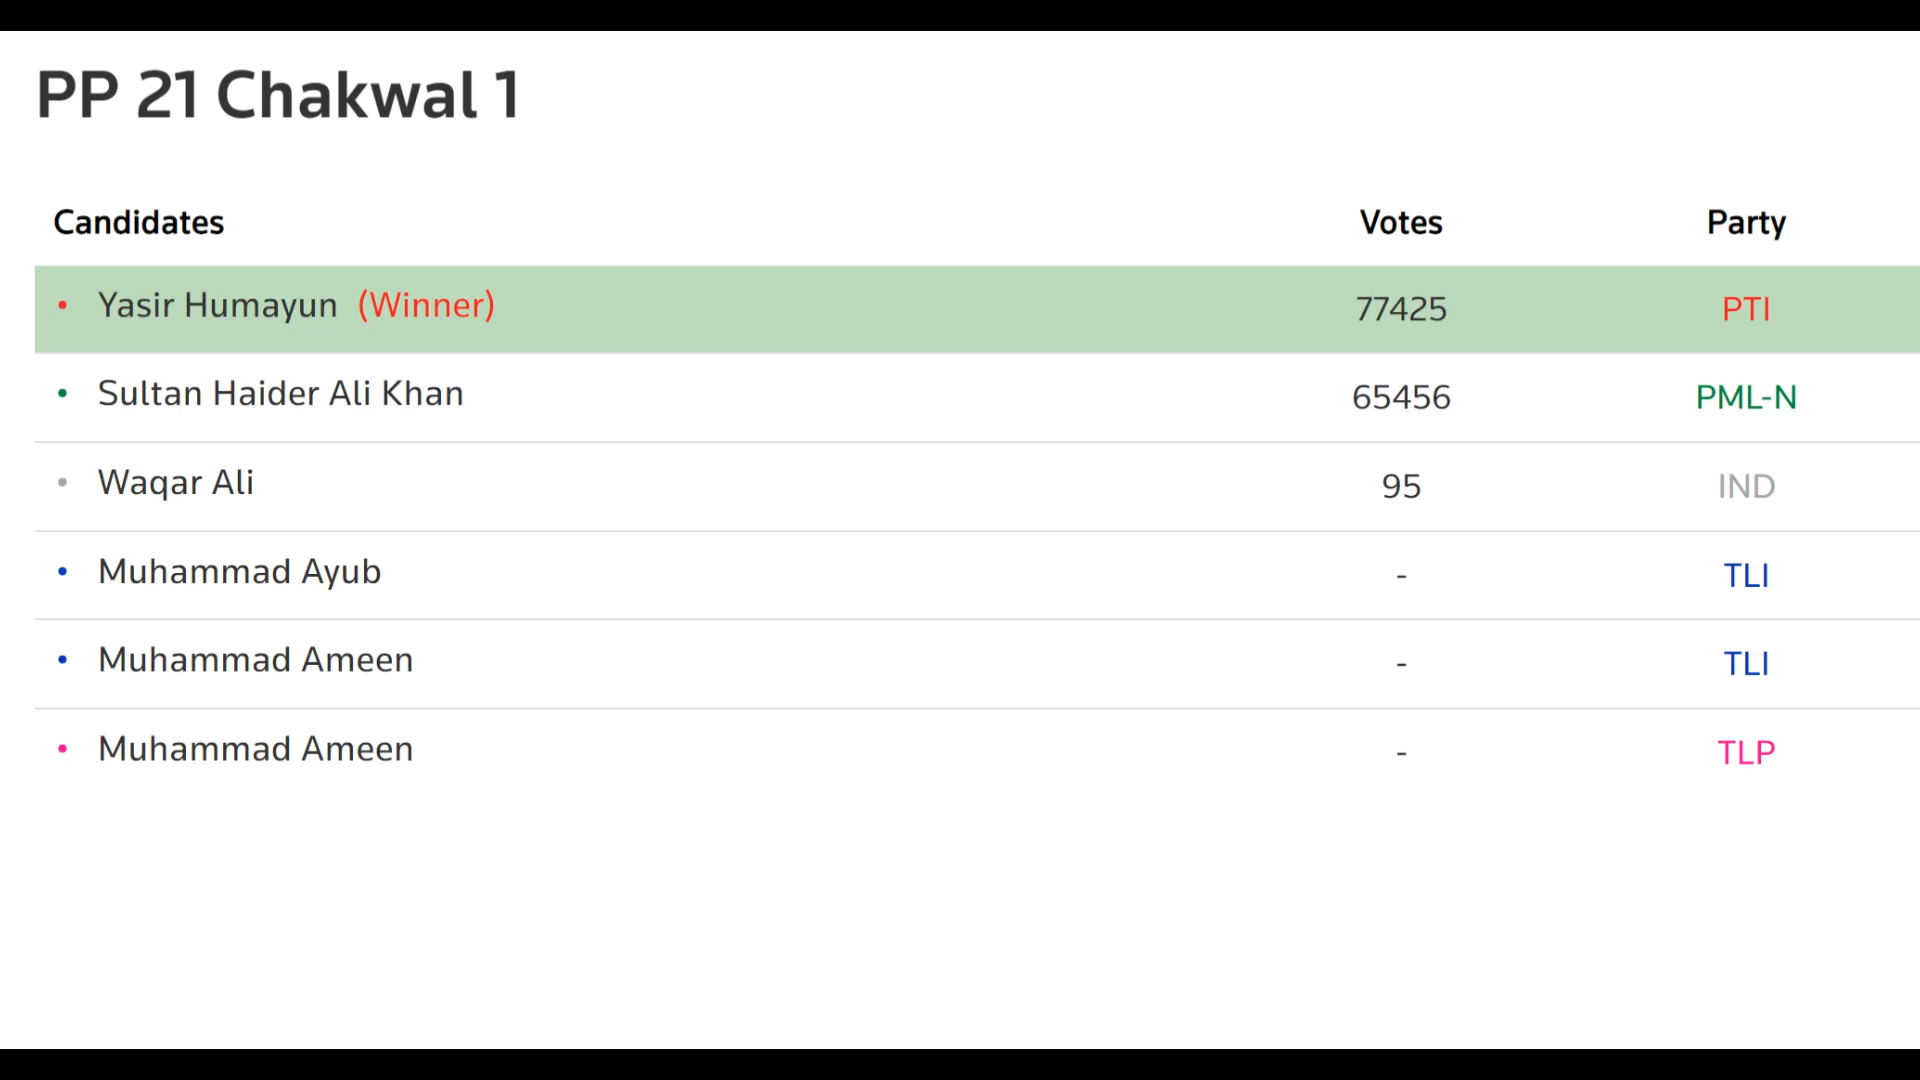 PP 21 Chakwal 1
Candidates Votes Party
• Yasir Humayun (Winner) 77425 PTI
• Sultan Haider Ali Khan 65456 PML-N
• Waqar Ali 95 IND
• Muhammad Ayub - TLI
• Muhammad Ameen - TLI
• Muhammad Ameen - TLP